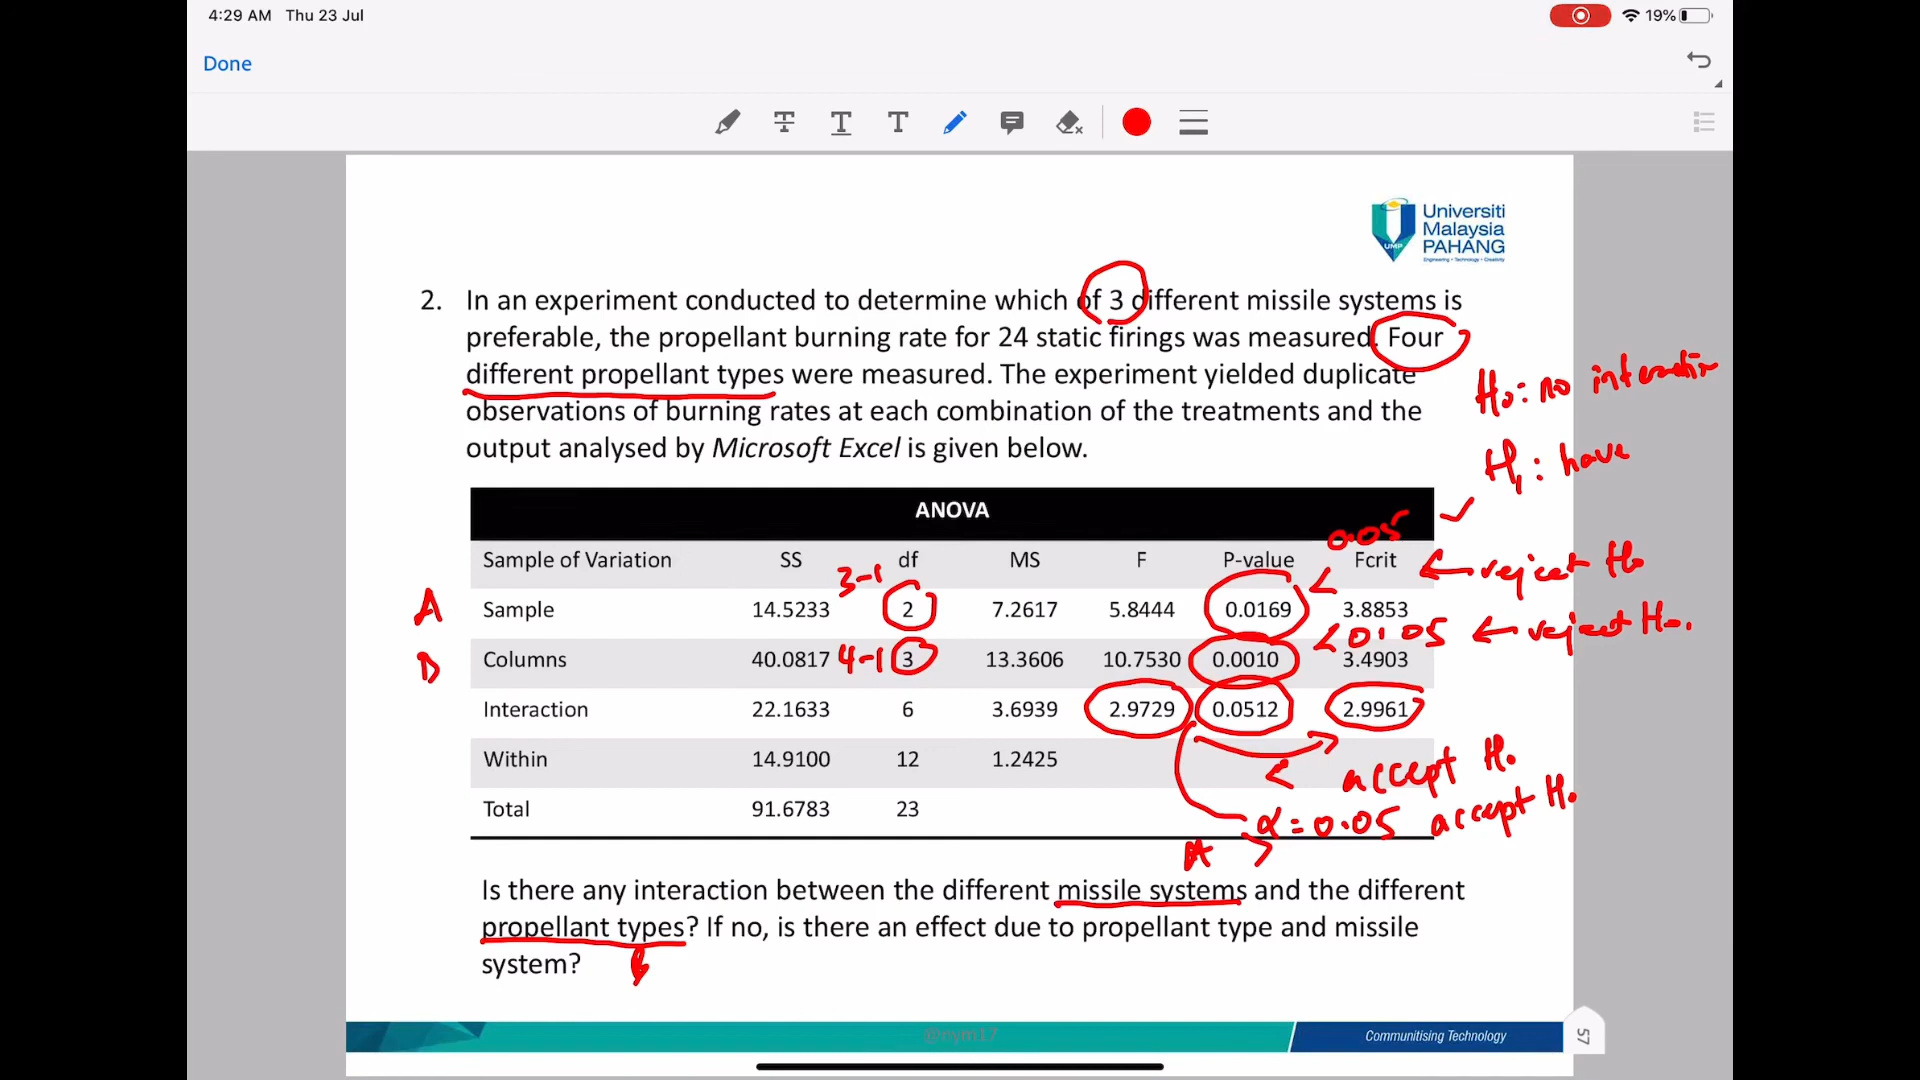 4:29 AM Thu 23 Jul
19%
Done
Universiti
Malaysia
PAHANG
UMP
Engineering • Technology • Creativity
2. In an experiment conducted to determine which of 3 different missile systems is
preferable, the propellant burning rate for 24 static firings was measured. Four
different propellant types were measured. The experiment yielded duplicate
observations of burning rates at each combination of the treatments and the
output analysed by Microsoft Excel is given below.
H0: no interaction
H1: have
ANOVA
0.05
Sample of Variation SS df MS F P-value Fcrit
← reject H0
3-1
A Sample 14.5233 2 7.2617 5.8444 0.0169 < 3.8853
< 0.05 ← reject H0.
B Columns 40.0817 4-1 3 13.3606 10.7530 0.0010 3.4903
Interaction 22.1633 6 3.6939 2.9729 0.0512 2.9961
Within 14.9100 12 1.2425
< accept H0
Total 91.6783 23
α = 0.05 accept H0
A >
Is there any interaction between the different missile systems and the different
propellant types? If no, is there an effect due to propellant type and missile
system?
B
@nym17
Communitising Technology
57